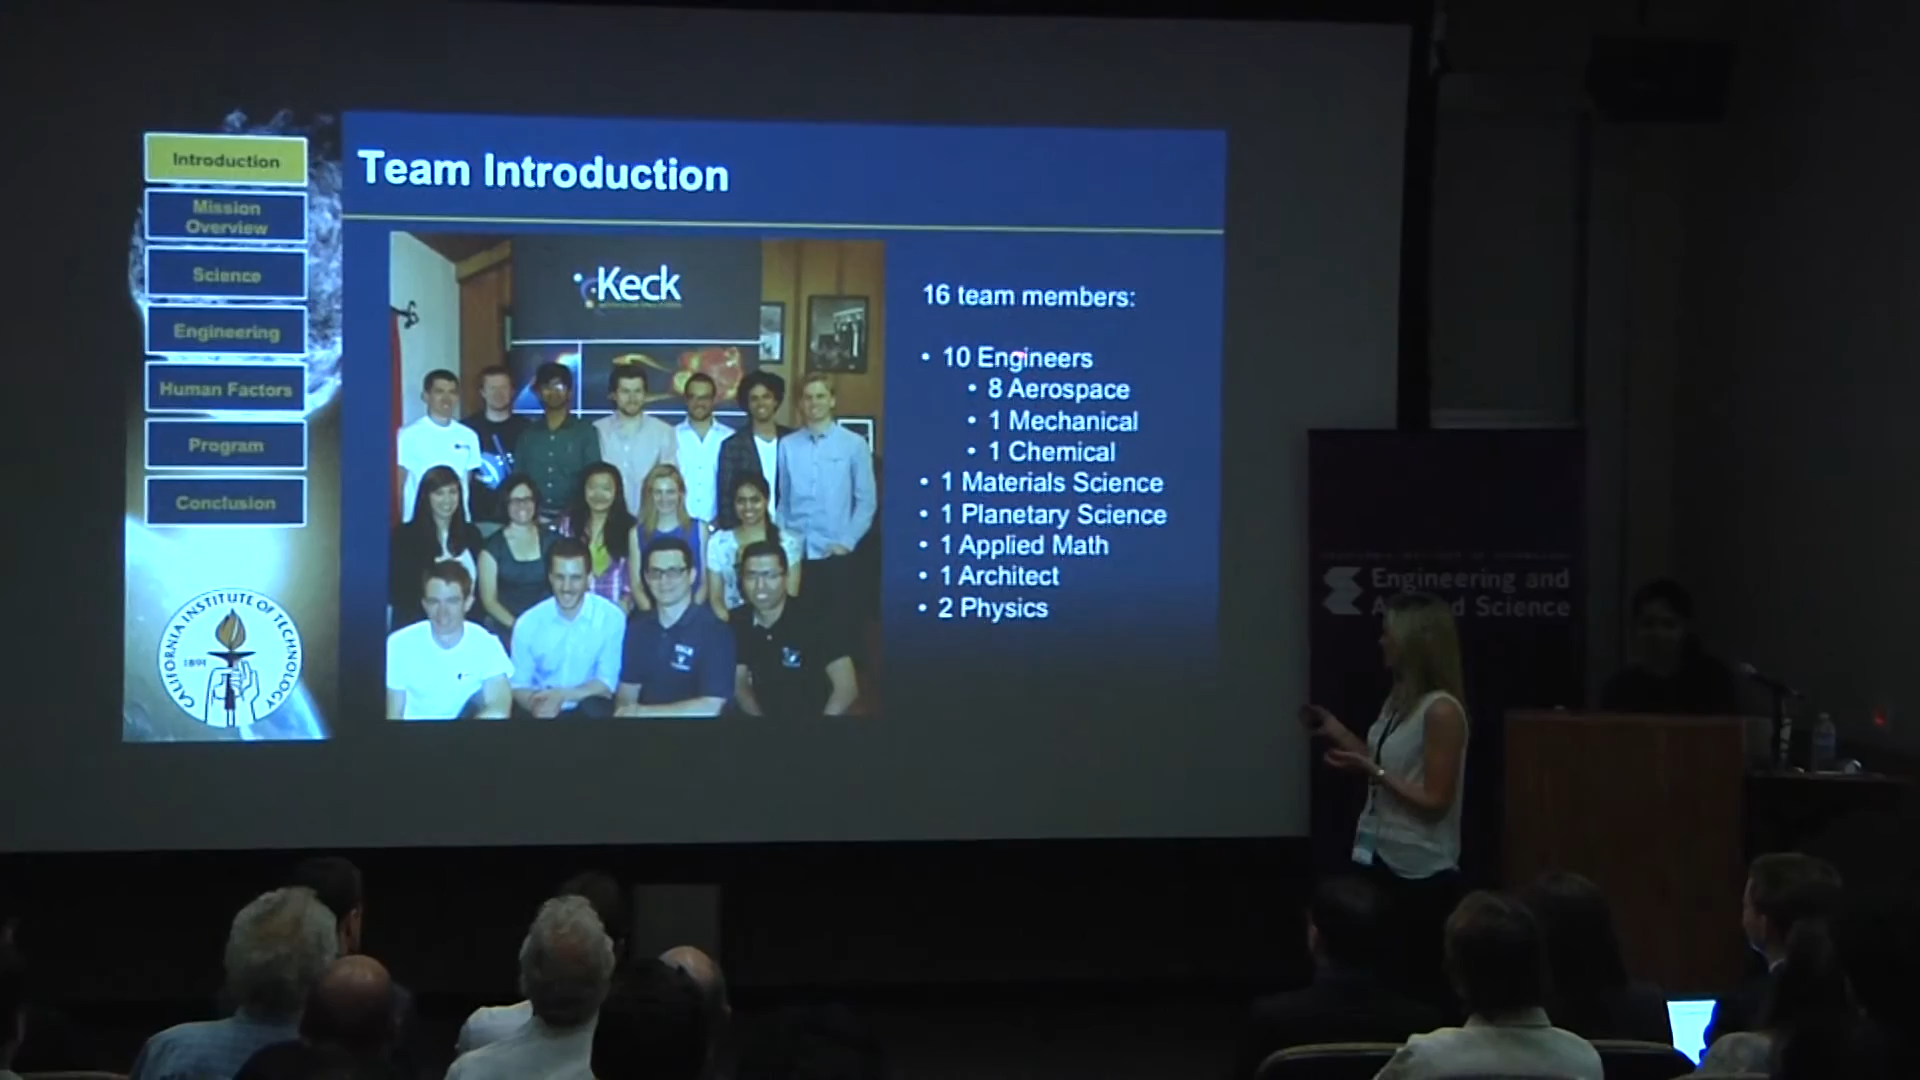 Introduction
Mission
Overview
Science
Engineering
Human Factors
Program
Conclusion
CALIFORNIA INSTITUTE OF TECHNOLOGY
1891
Team Introduction
Keck
16 team members:
• 10 Engineers
• 8 Aerospace
• 1 Mechanical
• 1 Chemical
• 1 Materials Science
• 1 Planetary Science
• 1 Applied Math
• 1 Architect
• 2 Physics
Engineering and
Science